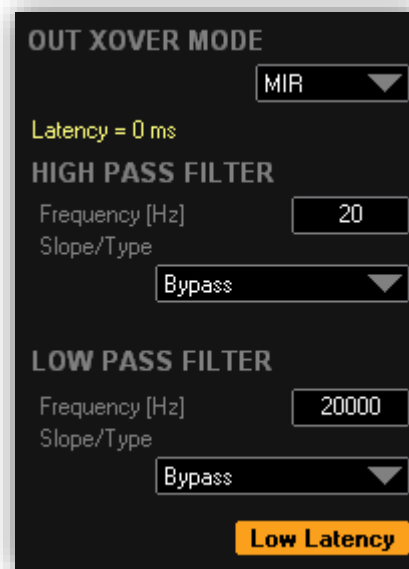 OUT XOVER MODE
MIR
Latency = 0 ms
HIGH PASS FILTER
Frequency [Hz] 20
Slope/Type
Bypass
LOW PASS FILTER
Frequency [Hz] 20000
Slope/Type
Bypass
Low Latency